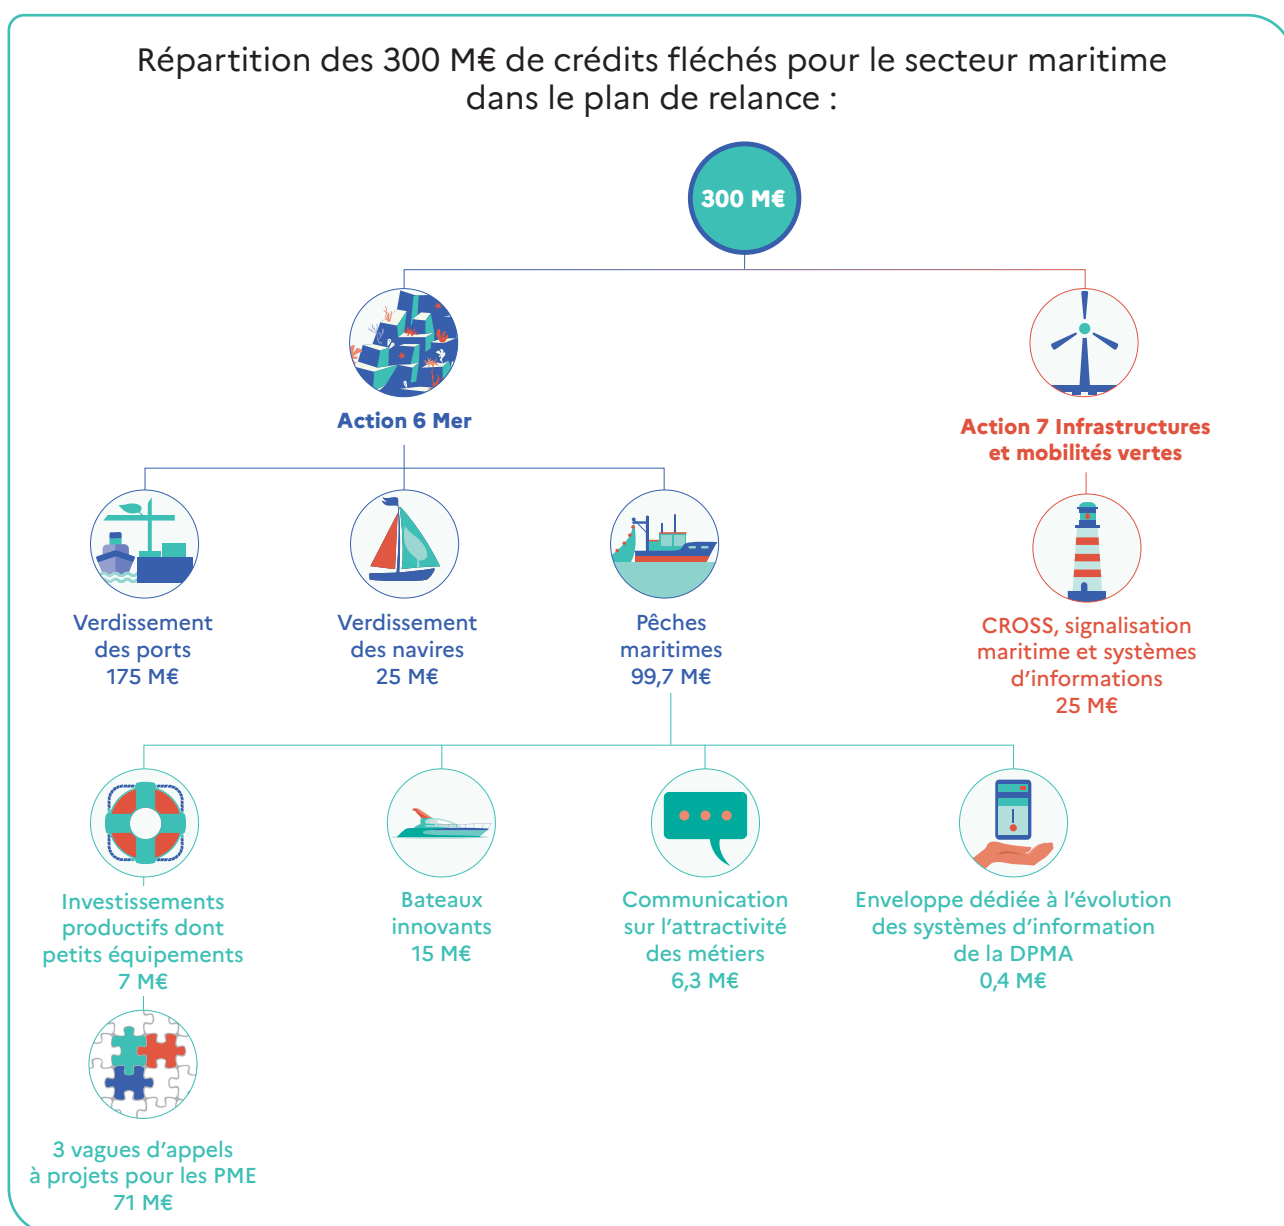 Répartition des 300 M€ de crédits fléchés pour le secteur maritime
dans le plan de relance :
300 M€
Action 6 Mer
Action 7 Infrastructures
et mobilités vertes
Verdissement
des ports
175 M€
Verdissement
des navires
25 M€
Pêches
maritimes
99,7 M€
CROSS, signalisation
maritime et systèmes
d’informations
25 M€
Investissements
productifs dont
petits équipements
7 M€
Bateaux
innovants
15 M€
Communication
sur l’attractivité
des métiers
6,3 M€
Enveloppe dédiée à l’évolution
des systèmes d’information
de la DPMA
0,4 M€
3 vagues d’appels
à projets pour les PME
71 M€